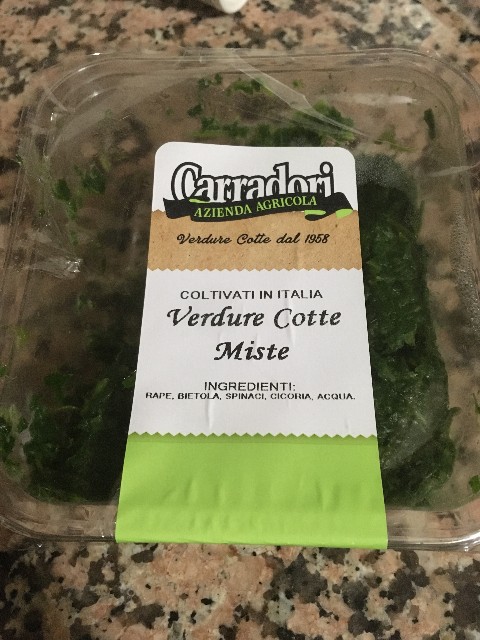 Carradori
AZIENDA AGRICOLA
Verdure Cotte dal 1958
COLTIVATI IN ITALIA
Verdure Cotte
Miste
INGREDIENTI:
RAPE, BIETOLA, SPINACI, CICORIA, ACQUA.